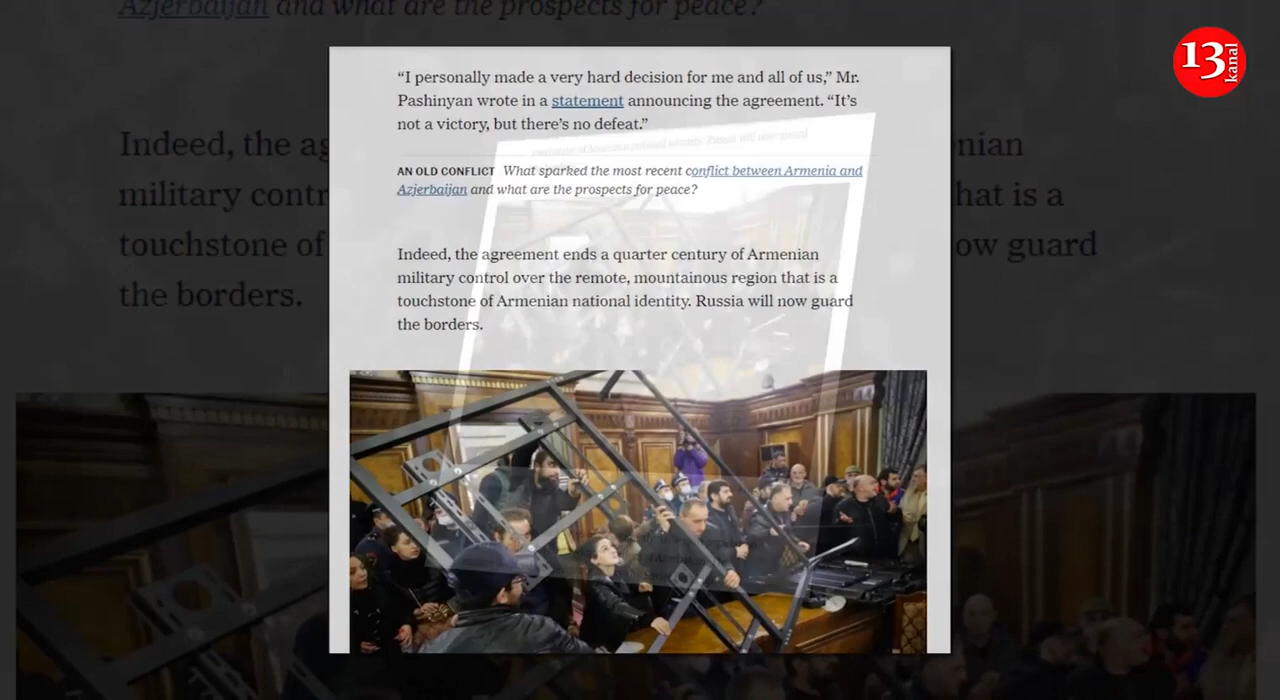 Azjerbaijan and what are the prospects for peace?
13
kanal
“I personally made a very hard decision for me and all of us,” Mr.
Pashinyan wrote in a statement announcing the agreement. “It’s
not a victory, but there’s no defeat.”
AN OLD CONFLICT What sparked the most recent conflict between Armenia and
Azjerbaijan and what are the prospects for peace?
Indeed, the agreement ends a quarter century of Armenian
military control over the remote, mountainous region that is a
touchstone of Armenian national identity. Russia will now guard
the borders.
Indeed, the ag nian
military contr hat is a
touchstone of ow guard
the borders.